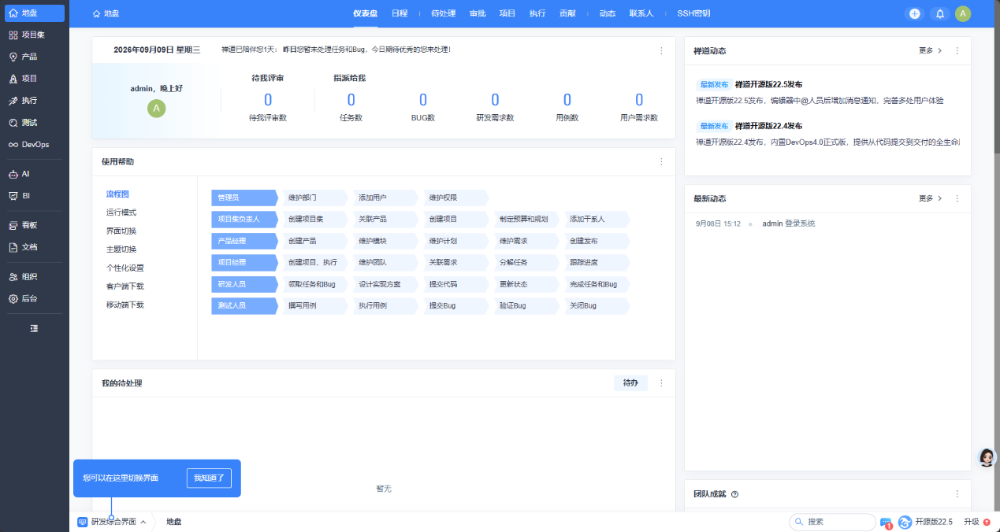 地盘
项目集
产品
项目
执行
测试
DevOps
AI
BI
看板
文档
组织
后台
地盘
仪表盘 日程 待处理 审批 项目 执行 贡献 动态 联系人 SSH密钥
A
2026年09月09日 星期三 禅道已陪伴您1天： 昨日您暂未处理任务和Bug，今日期待优秀的您来处理！
admin，晚上好
A
待我评审 指派给我
0 0 0 0 0 0
待我评审数 任务数 BUG数 研发需求数 用例数 用户需求数
使用帮助
流程图
运行模式
界面切换
主题切换
个性化设置
客户端下载
移动端下载
管理员 维护部门 添加用户 维护权限
项目集负责人 创建项目集 关联产品 创建项目 制定预算和规划 添加干系人
产品经理 创建产品 维护模块 维护计划 维护需求 创建发布
项目经理 创建项目、执行 维护团队 关联需求 分解任务 跟踪进度
研发人员 领取任务和Bug 设计实现方案 提交代码 更新状态 完成任务和Bug
测试人员 撰写用例 执行用例 提交Bug 验证Bug 关闭Bug
我的待处理 待办
暂无
您可以在这里切换界面 我知道了
禅道动态 更多
最新发布 禅道开源版22.5发布
禅道开源版22.5发布，编辑器中@人员后增加消息通知，完善多处用户体验
最新发布 禅道开源版22.4发布
禅道开源版22.4发布，内置DevOps4.0正式版，提供从代码提交到交付的全生命
最新动态 更多
9月08日 15:12 admin 登录系统
团队成就
研发综合界面 地盘
搜索 1 开源版22.5 升级